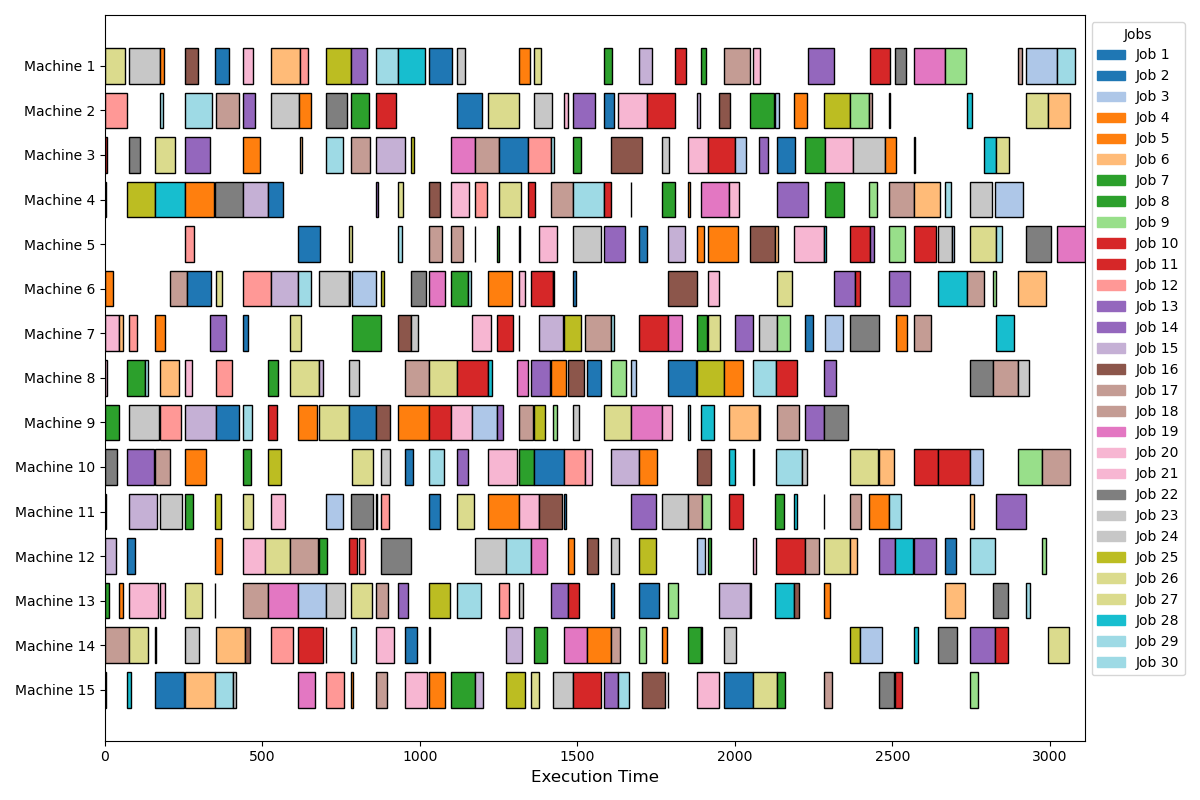 Machine 1
Machine 2
Machine 3
Machine 4
Machine 5
Machine 6
Machine 7
Machine 8
Machine 9
Machine 10
Machine 11
Machine 12
Machine 13
Machine 14
Machine 15
0 500 1000 1500 2000 2500 3000
Execution Time
Jobs
Job 1
Job 2
Job 3
Job 4
Job 5
Job 6
Job 7
Job 8
Job 9
Job 10
Job 11
Job 12
Job 13
Job 14
Job 15
Job 16
Job 17
Job 18
Job 19
Job 20
Job 21
Job 22
Job 23
Job 24
Job 25
Job 26
Job 27
Job 28
Job 29
Job 30